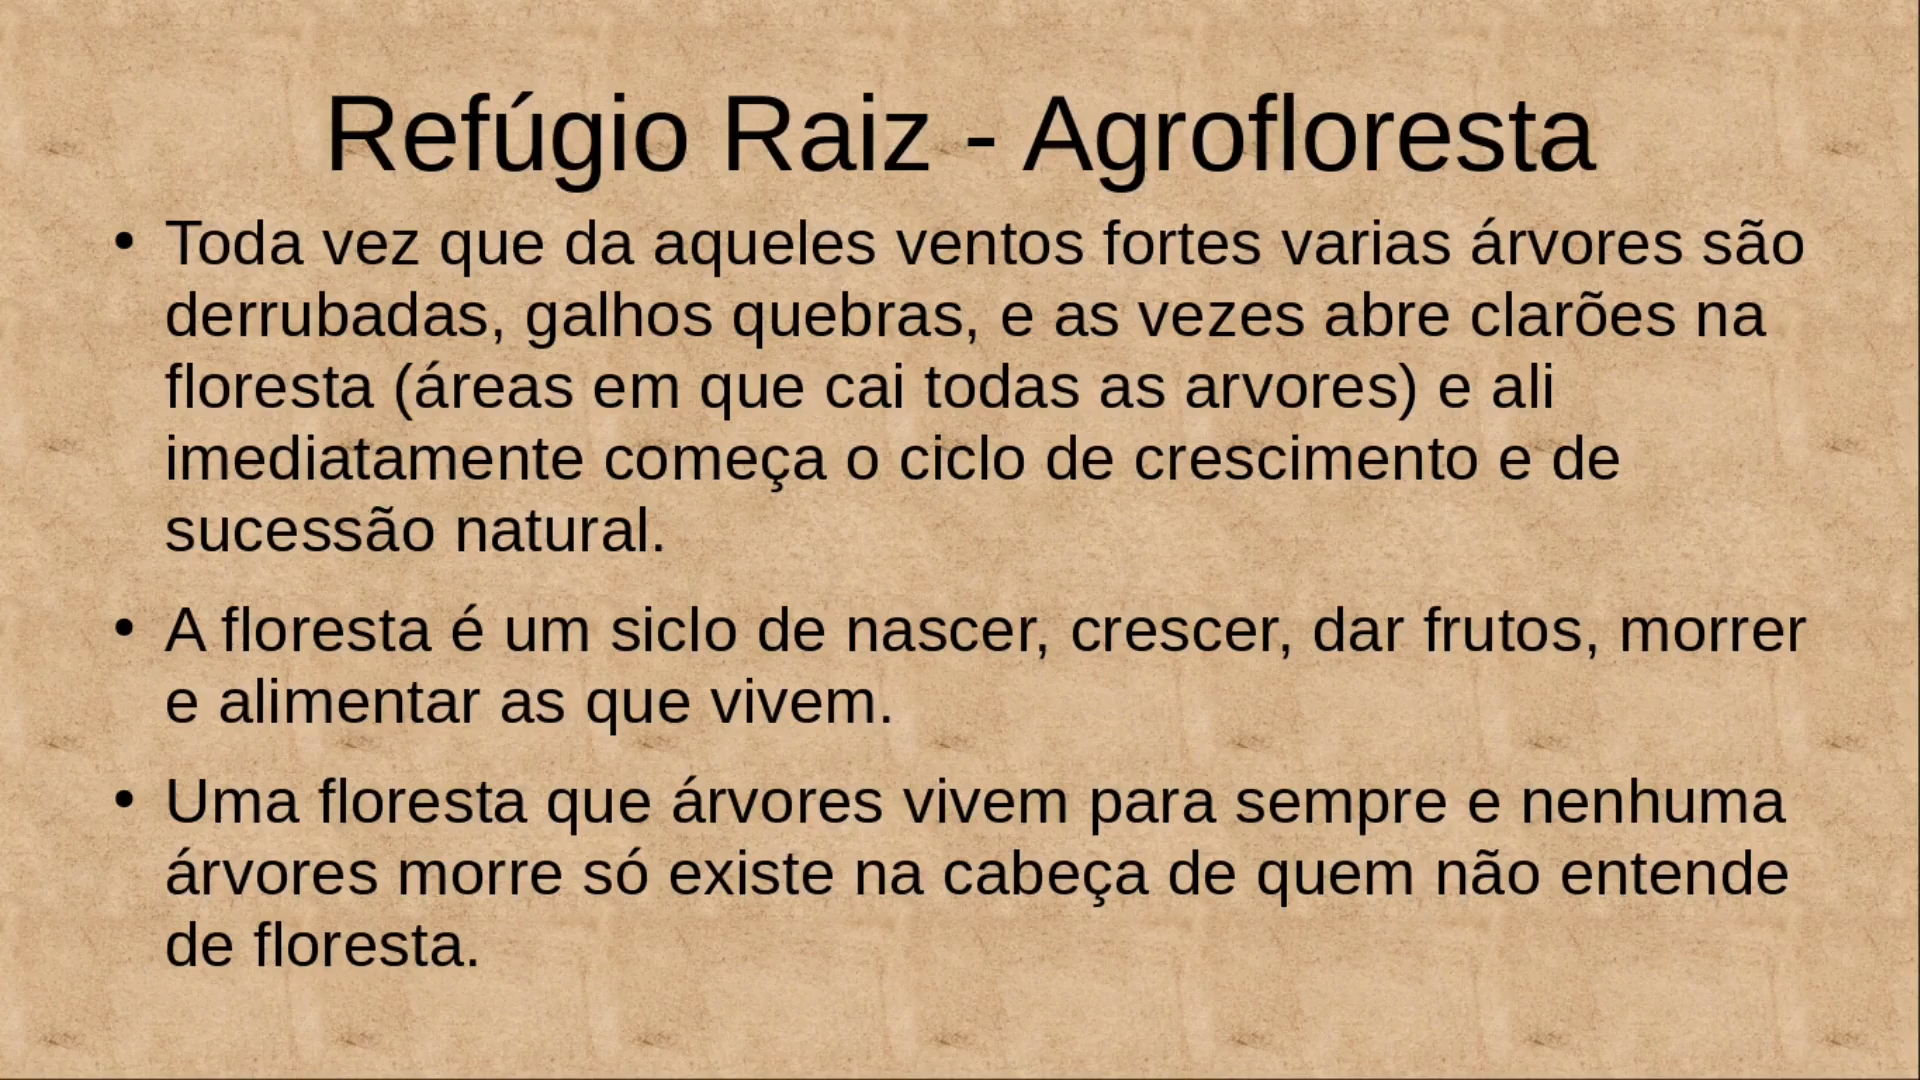 Refúgio Raiz - Agrofloresta
• Toda vez que da aqueles ventos fortes varias árvores são
derrubadas, galhos quebras, e as vezes abre clarões na
floresta (áreas em que cai todas as arvores) e ali
imediatamente começa o ciclo de crescimento e de
sucessão natural.
• A floresta é um siclo de nascer, crescer, dar frutos, morrer
e alimentar as que vivem.
• Uma floresta que árvores vivem para sempre e nenhuma
árvores morre só existe na cabeça de quem não entende
de floresta.